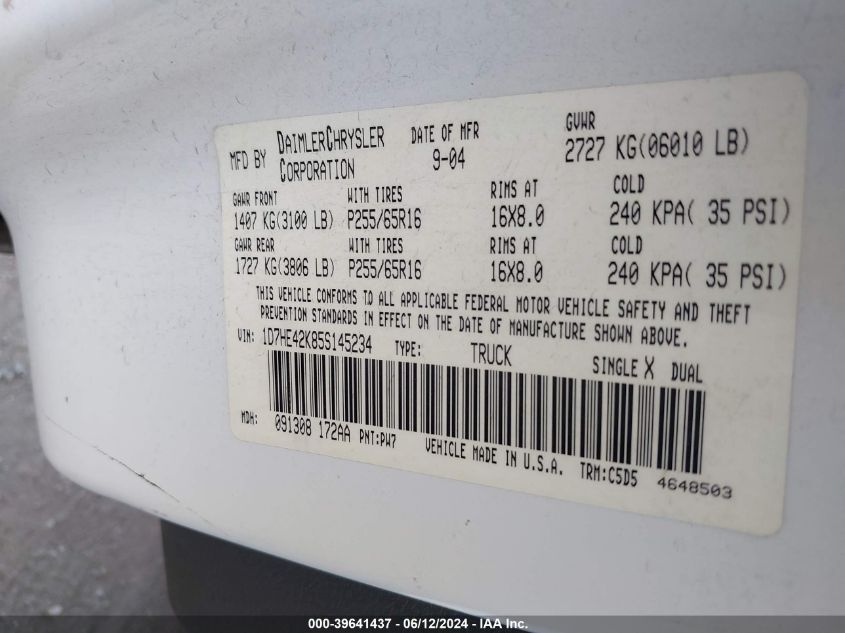 MFD BY DAIMLERCHRYSLER CORPORATION DATE OF MFR 9-04 GVWR 2727 KG(06010 LB)
GAWR FRONT WITH TIRES RIMS AT COLD
1407 KG(3100 LB) P255/65R16 16X8.0 240 KPA( 35 PSI)
GAWR REAR WITH TIRES RIMS AT COLD
1727 KG(3806 LB) P255/65R16 16X8.0 240 KPA( 35 PSI)
THIS VEHICLE CONFORMS TO ALL APPLICABLE FEDERAL MOTOR VEHICLE SAFETY AND THEFT
PREVENTION STANDARDS IN EFFECT ON THE DATE OF MANUFACTURE SHOWN ABOVE.
VIN: 1D7HE42K85S145234 TYPE: TRUCK SINGLE X DUAL
MDH: 091308 172AA PNT:PW7 VEHICLE MADE IN U.S.A. TRM:C5D5 4648503
000-39641437 - 06/12/2024 - IAA Inc.